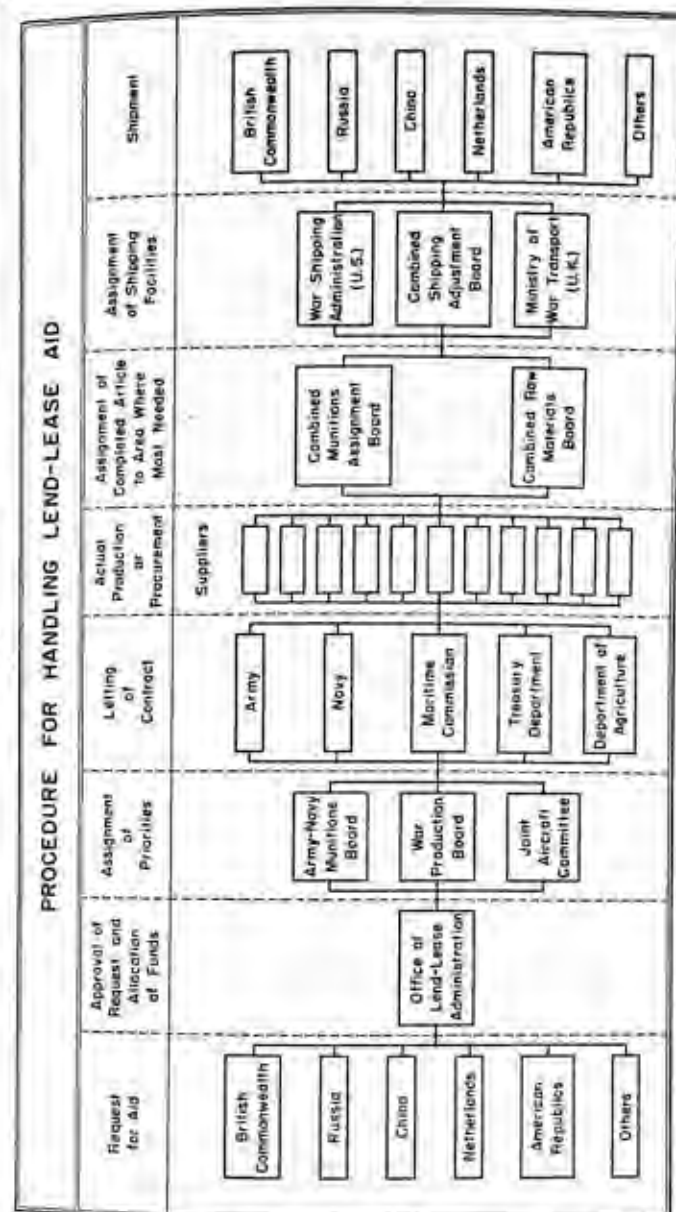 PROCEDURE FOR HANDLING LEND-LEASE AID
Request
for Aid
British
Commonwealth
Russia
China
Netherlands
American
Republics
Others
Approval of
Request and
Allocation
of Funds
Office of
Lend-Lease
Administration
Assignment
of
Priorities
Army-Navy
Munitions
Board
War
Production
Board
Joint
Aircraft
Committee
Letting
of
Contract
Army
Navy
Maritime
Commission
Treasury
Department
Department of
Agriculture
Actual
Production
or
Procurement
Suppliers
Assignment of
Completed Article
to Area Where
Most Needed
Combined
Munitions
Assignment
Board
Combined Raw
Materials
Board
Assignment
of Shipping
Facilities
War Shipping
Administration
(U.S.)
Combined
Shipping
Adjustment
Board
Ministry of
War Transport
(U.K.)
Shipment
British
Commonwealth
Russia
China
Netherlands
American
Republics
Others